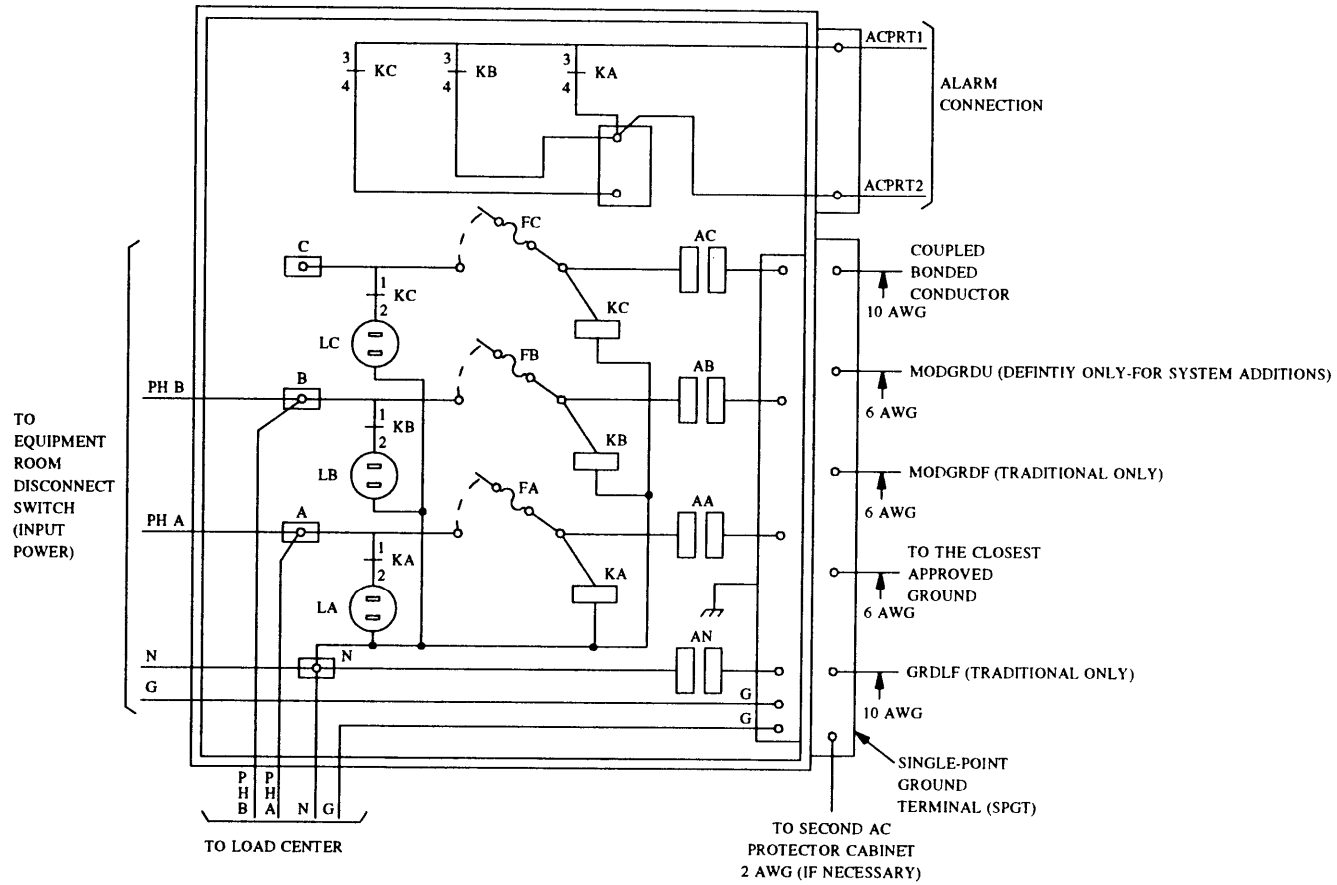 ACPRT1
3
4
KC
3
4
KB
3
4
KA
ALARM
CONNECTION
ACPRT2
C
FC
AC
COUPLED
BONDED
CONDUCTOR
10 AWG
1
2
KC
KC
LC
FB
AB
MODGRDU (DEFINTIY ONLY-FOR SYSTEM ADDITIONS)
6 AWG
PH B
B
1
2
KB
KB
LB
TO
EQUIPMENT
ROOM
DISCONNECT
SWITCH
(INPUT
POWER)
MODGRDF (TRADITIONAL ONLY)
6 AWG
FA
AA
PH A
A
1
2
KA
KA
LA
TO THE CLOSEST
APPROVED
GROUND
6 AWG
AN
N
N
GRDLF (TRADITIONAL ONLY)
10 AWG
G
G
G
SINGLE-POINT
GROUND
TERMINAL (SPGT)
PHB
PHA
N
G
TO LOAD CENTER
TO SECOND AC
PROTECTOR CABINET
2 AWG (IF NECESSARY)